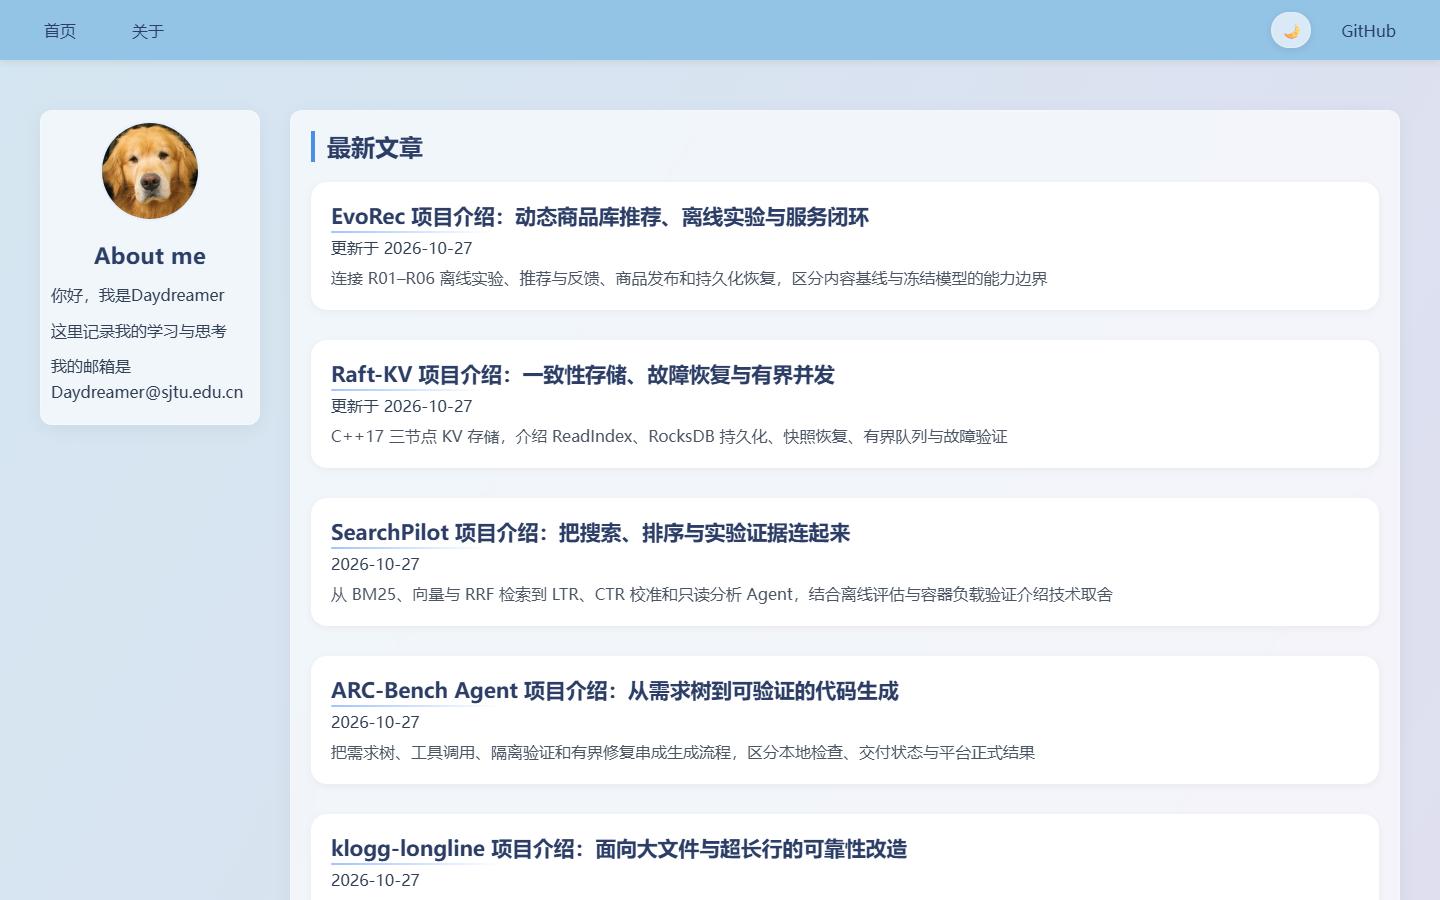 首页
关于
GitHub
About me
你好，我是Daydreamer
这里记录我的学习与思考
我的邮箱是
Daydreamer@sjtu.edu.cn
最新文章
EvoRec 项目介绍：动态商品库推荐、离线实验与服务闭环
更新于 2026-10-27
连接 R01–R06 离线实验、推荐与反馈、商品发布和持久化恢复，区分内容基线与冻结模型的能力边界
Raft-KV 项目介绍：一致性存储、故障恢复与有界并发
更新于 2026-10-27
C++17 三节点 KV 存储，介绍 ReadIndex、RocksDB 持久化、快照恢复、有界队列与故障验证
SearchPilot 项目介绍：把搜索、排序与实验证据连起来
2026-10-27
从 BM25、向量与 RRF 检索到 LTR、CTR 校准和只读分析 Agent，结合离线评估与容器负载验证介绍技术取舍
ARC-Bench Agent 项目介绍：从需求树到可验证的代码生成
2026-10-27
把需求树、工具调用、隔离验证和有界修复串成生成流程，区分本地检查、交付状态与平台正式结果
klogg-longline 项目介绍：面向大文件与超长行的可靠性改造
2026-10-27